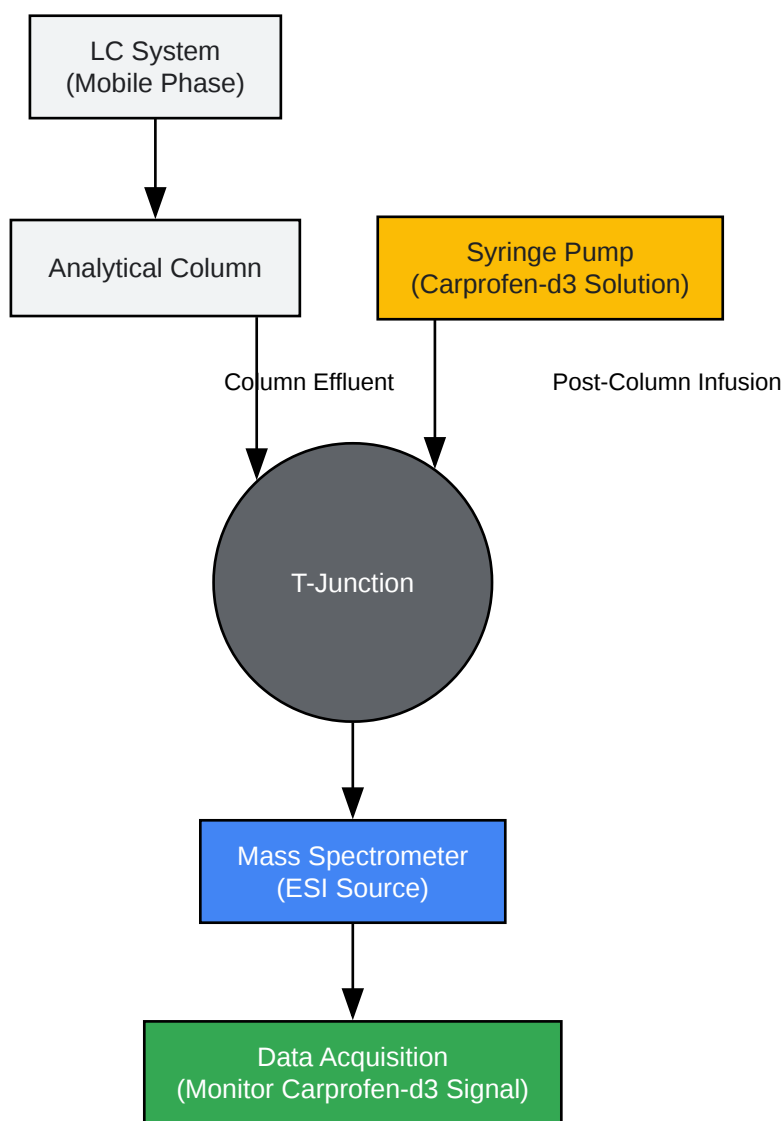 LC System
(Mobile Phase)
Analytical Column
Syringe Pump
(Carprofen-d3 Solution)
Column Effluent
Post-Column Infusion
T-Junction
Mass Spectrometer
(ESI Source)
Data Acquisition
(Monitor Carprofen-d3 Signal)